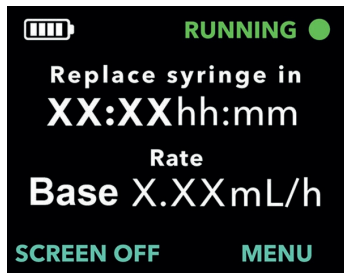 RUNNING
Replace syringe in
XX:XXhh:mm
Rate
Base X.XXmL/h
SCREEN OFF MENU